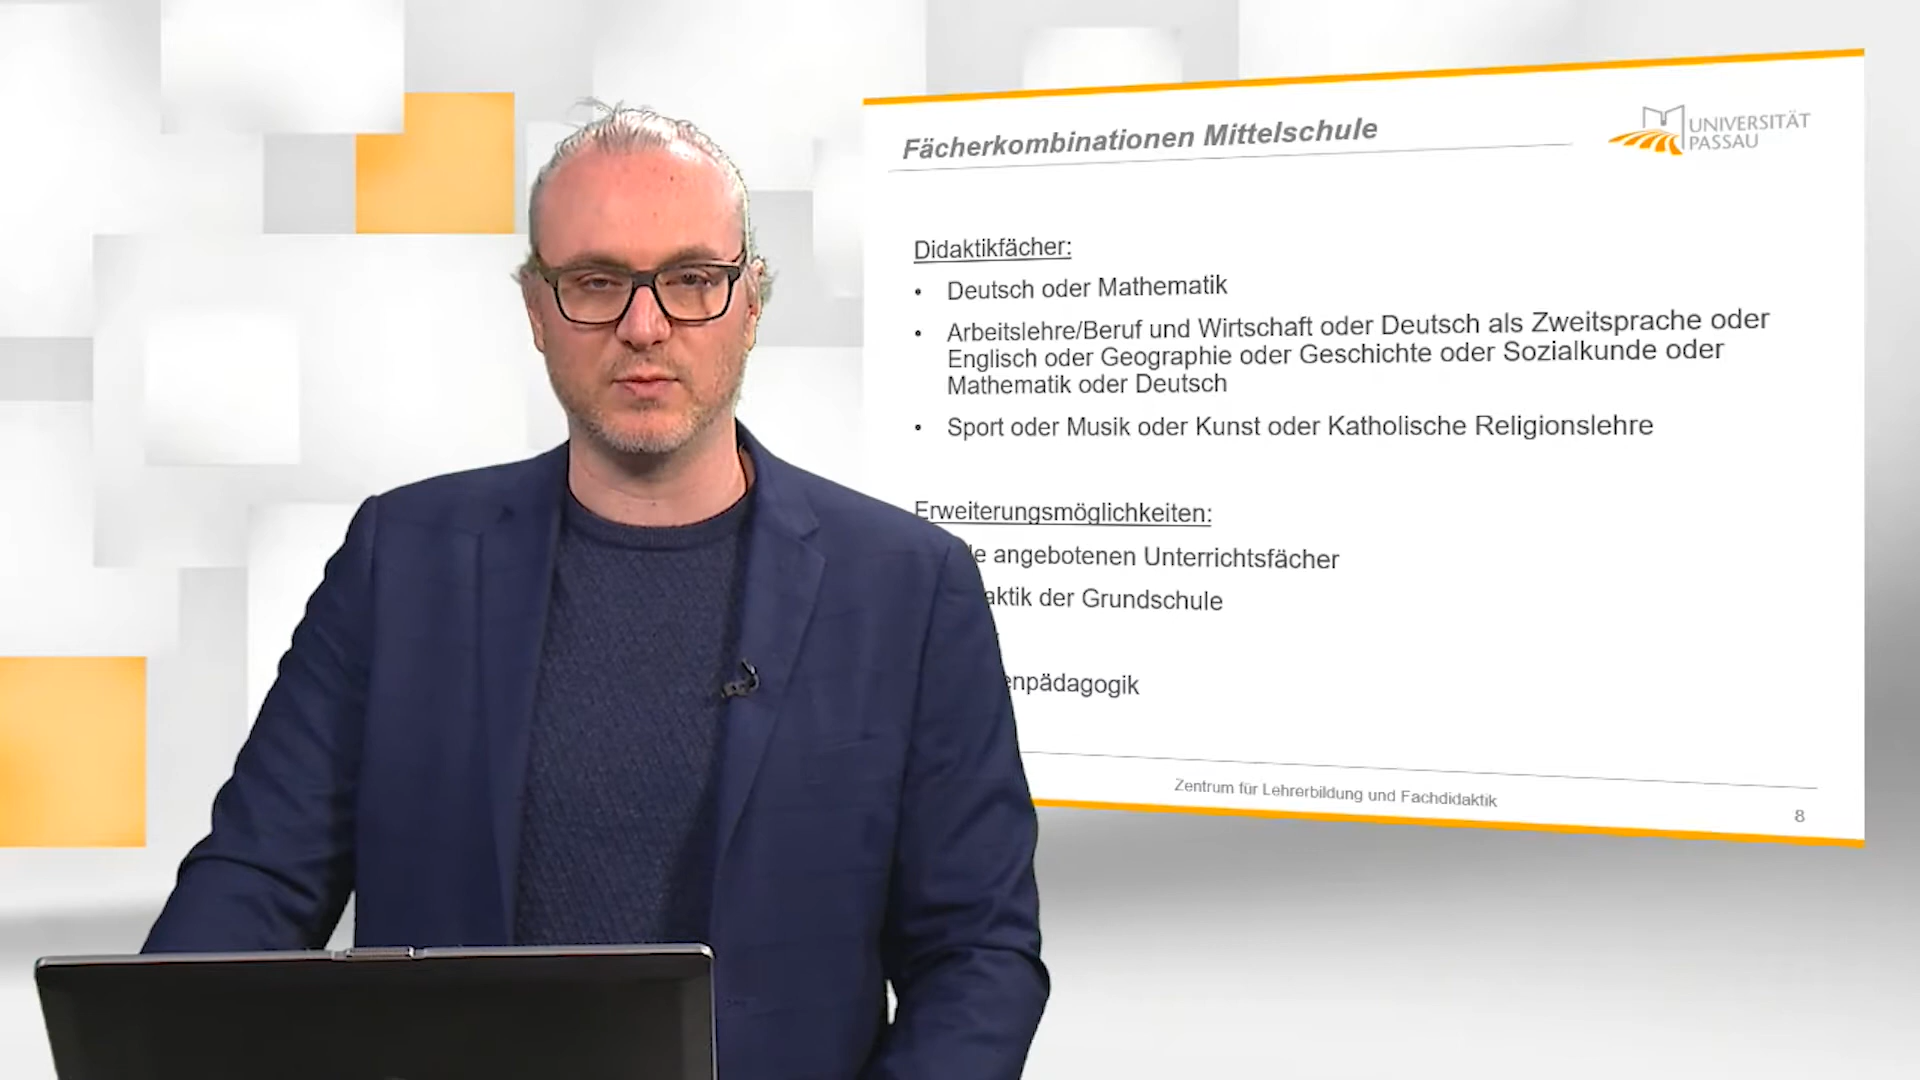 Fächerkombinationen Mittelschule
UNIVERSITÄT
PASSAU
Didaktikfächer:
• Deutsch oder Mathematik
• Arbeitslehre/Beruf und Wirtschaft oder Deutsch als Zweitsprache oder
Englisch oder Geographie oder Geschichte oder Sozialkunde oder
Mathematik oder Deutsch
• Sport oder Musik oder Kunst oder Katholische Religionslehre
Erweiterungsmöglichkeiten:
angebotenen Unterrichtsfächer
der Grundschule
Zentrum für Lehrerbildung und Fachdidaktik
8